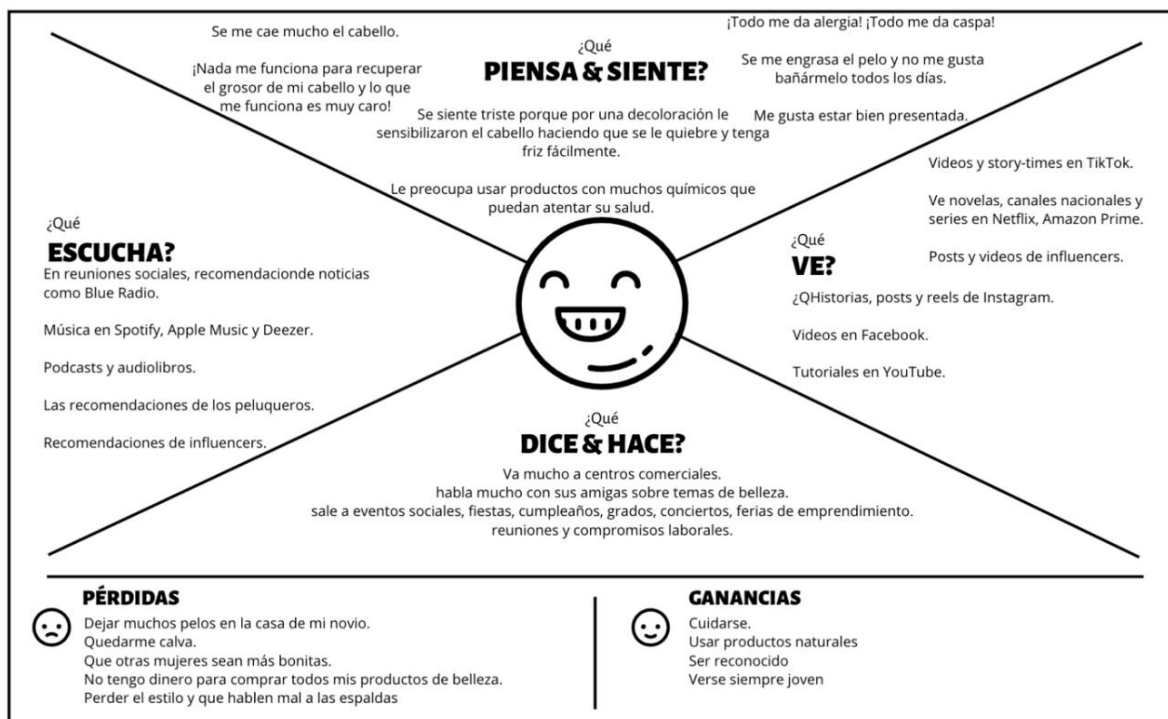 Se me cae mucho el cabello.
¡Nada me funciona para recuperar
el grosor de mi cabello y lo que
me funciona es muy caro!
¿Qué
PIENSA & SIENTE?
Se siente triste porque por una decoloración le
sensibilizaron el cabello haciendo que se le quiebre y tenga
friz fácilmente.
Le preocupa usar productos con muchos químicos que
puedan atentar su salud.
¡Todo me da alergia! ¡Todo me da caspa!
Se me engrasa el pelo y no me gusta
bañármelo todos los días.
Me gusta estar bien presentada.
¿Qué
ESCUCHA?
En reuniones sociales, recomendacionde noticias
como Blue Radio.
Música en Spotify, Apple Music y Deezer.
Podcasts y audiolibros.
Las recomendaciones de los peluqueros.
Recomendaciones de influencers.
Videos y story-times en TikTok.
Ve novelas, canales nacionales y
series en Netflix, Amazon Prime.
Posts y videos de influencers.
¿Qué
VE?
¿QHistorias, posts y reels de Instagram.
Videos en Facebook.
Tutoriales en YouTube.
¿Qué
DICE & HACE?
Va mucho a centros comerciales.
habla mucho con sus amigas sobre temas de belleza.
sale a eventos sociales, fiestas, cumpleaños, grados, conciertos, ferias de emprendimiento.
reuniones y compromisos laborales.
PÉRDIDAS
Dejar muchos pelos en la casa de mi novio.
Quedarme calva.
Que otras mujeres sean más bonitas.
No tengo dinero para comprar todos mis productos de belleza.
Perder el estilo y que hablen mal a las espaldas
GANANCIAS
Cuidarse.
Usar productos naturales
Ser reconocido
Verse siempre joven